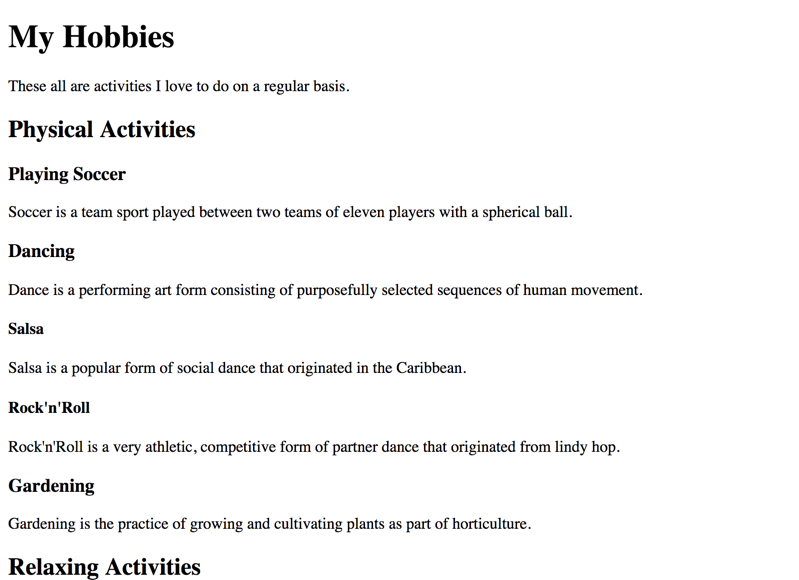 My Hobbies
These all are activities I love to do on a regular basis.
Physical Activities
Playing Soccer
Soccer is a team sport played between two teams of eleven players with a spherical ball.
Dancing
Dance is a performing art form consisting of purposefully selected sequences of human movement.
Salsa
Salsa is a popular form of social dance that originated in the Caribbean.
Rock'n'Roll
Rock'n'Roll is a very athletic, competitive form of partner dance that originated from lindy hop.
Gardening
Gardening is the practice of growing and cultivating plants as part of horticulture.
Relaxing Activities